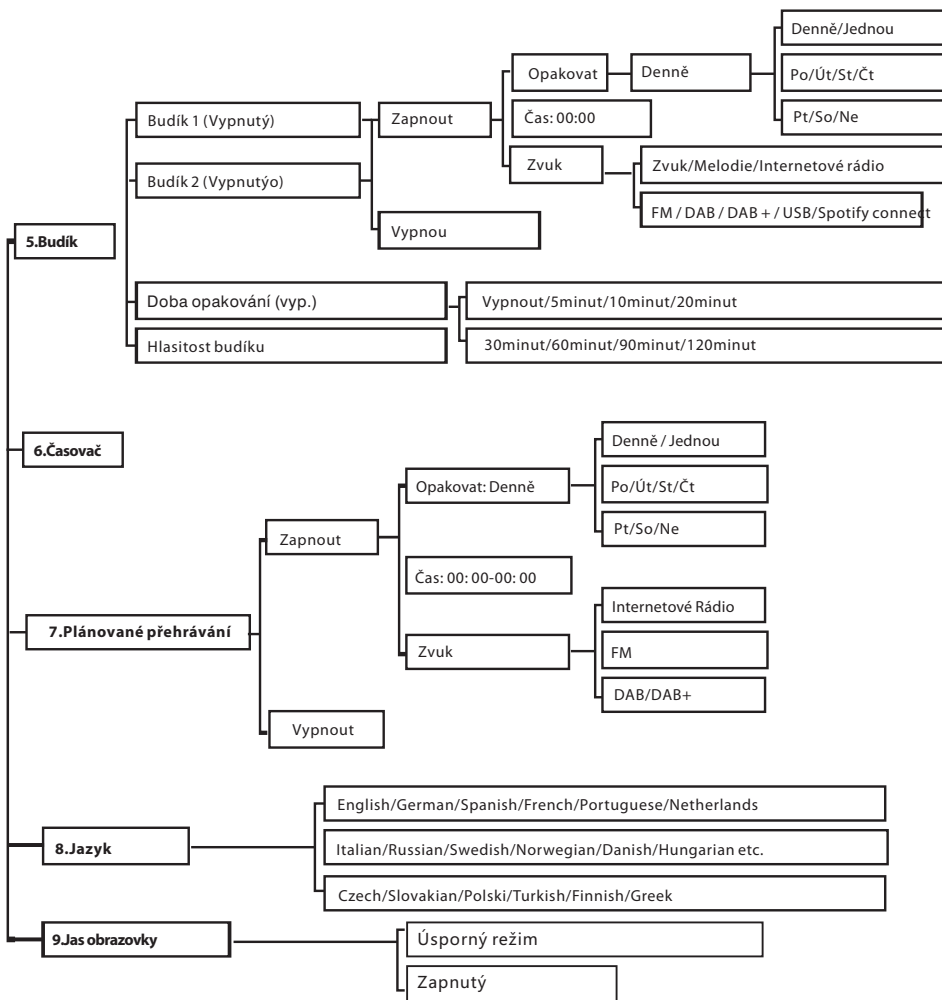 5.Budík
Budík 1 (Vypnutý)
Budík 2 (Vypnutýo)
Zapnout
Opakovat
Denně
Denně/Jednou
Po/Út/St/Čt
Pt/So/Ne
Čas: 00:00
Zvuk
Zvuk/Melodie/Internetové rádio
FM / DAB / DAB + / USB/Spotify connect
Vypnou
Doba opakování (vyp.)
Vypnout/5minut/10minut/20minut
30minut/60minut/90minut/120minut
Hlasitost budíku
6.Časovač
7.Plánované přehrávání
Zapnout
Opakovat: Denně
Denně / Jednou
Po/Út/St/Čt
Pt/So/Ne
Čas: 00: 00-00: 00
Zvuk
Internetové Rádio
FM
DAB/DAB+
Vypnout
8.Jazyk
English/German/Spanish/French/Portuguese/Netherlands
Italian/Russian/Swedish/Norwegian/Danish/Hungarian etc.
Czech/Slovakian/Polski/Turkish/Finnish/Greek
9.Jas obrazovky
Úsporný režim
Zapnutý